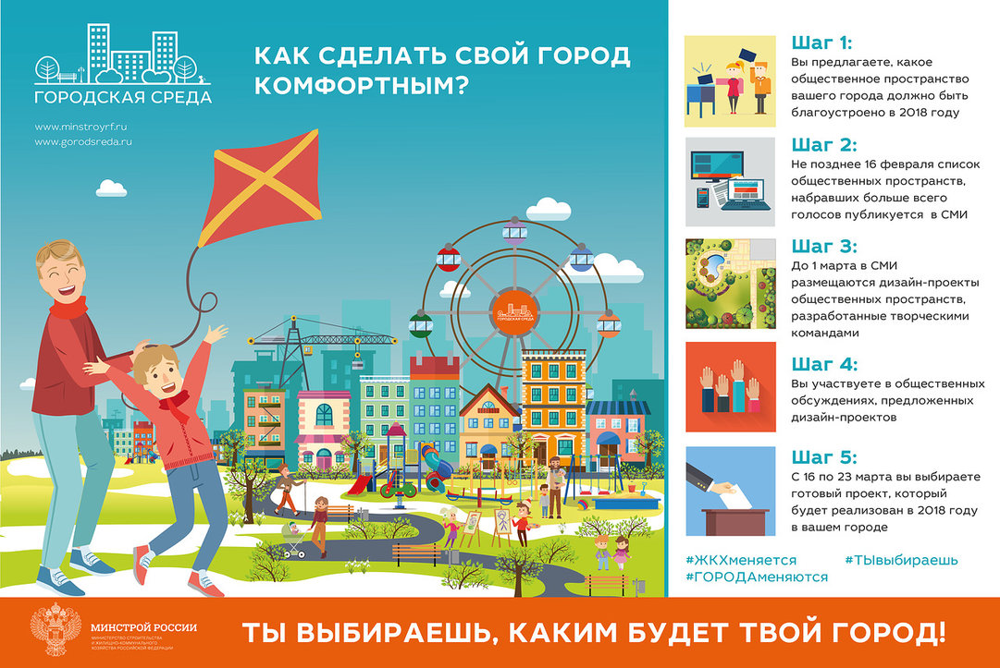 ГОРОДСКАЯ СРЕДА
www.minstroyrf.ru
www.gorodsreda.ru
КАК СДЕЛАТЬ СВОЙ ГОРОД
КОМФОРТНЫМ?
ГОРОДСКАЯ СРЕДА
Шаг 1:
Вы предлагаете, какое
общественное пространство
вашего города должно быть
благоустроено в 2018 году
Шаг 2:
Не позднее 16 февраля список
общественных пространств,
набравших больше всего
голосов публикуется в СМИ
Шаг 3:
До 1 марта в СМИ
размещаются дизайн-проекты
общественных пространств,
разработанные творческими
командами
Шаг 4:
Вы участвуете в общественных
обсуждениях, предложенных
дизайн-проектов
Шаг 5:
С 16 по 23 марта вы выбираете
готовый проект, который
будет реализован в 2018 году
в вашем городе
#ЖКХменяется #ТЫвыбираешь
#ГОРОДАменяются
МИНСТРОЙ РОССИИ
МИНИСТЕРСТВО СТРОИТЕЛЬСТВА
И ЖИЛИЩНО-КОММУНАЛЬНОГО
ХОЗЯЙСТВА РОССИЙСКОЙ ФЕДЕРАЦИИ
ТЫ ВЫБИРАЕШЬ, КАКИМ БУДЕТ ТВОЙ ГОРОД!